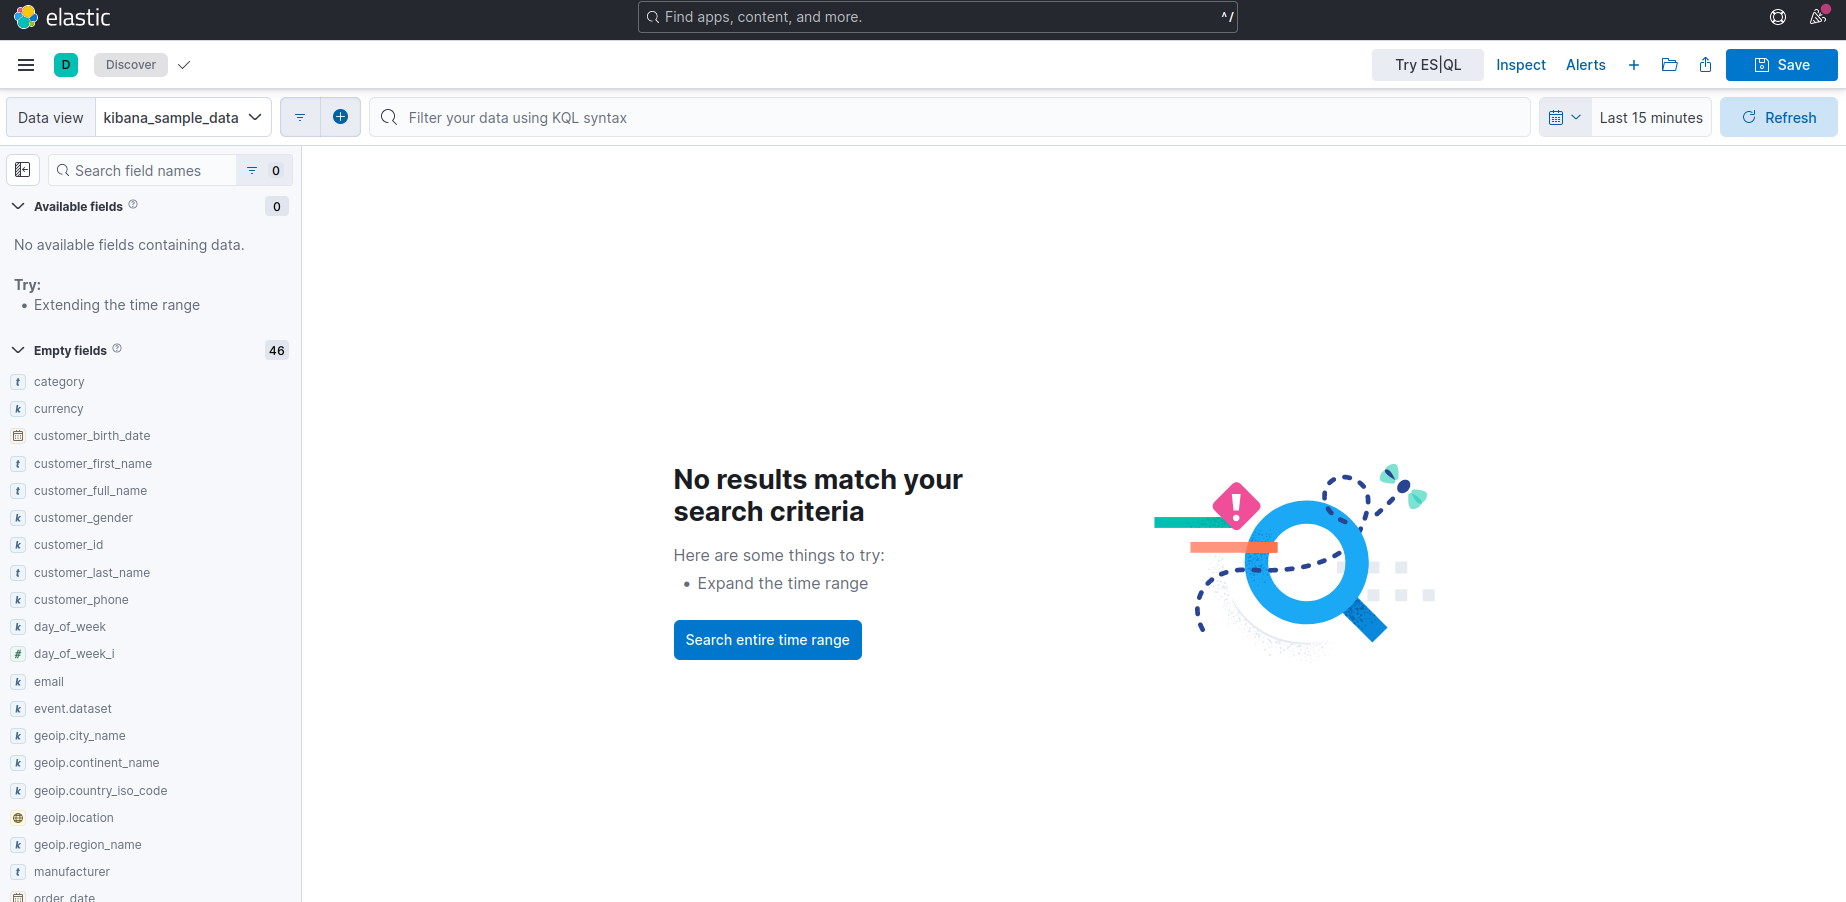 elastic
Find apps, content, and more.
^/
D
Discover
Try ES|QL
Inspect
Alerts
Save
Data view
kibana_sample_data
Filter your data using KQL syntax
Last 15 minutes
Refresh
Search field names
0
Available fields
0
No available fields containing data.
Try:
• Extending the time range
Empty fields
46
t category
k currency
customer_birth_date
t customer_first_name
t customer_full_name
k customer_gender
k customer_id
t customer_last_name
k customer_phone
k day_of_week
# day_of_week_i
k email
k event.dataset
k geoip.city_name
k geoip.continent_name
k geoip.country_iso_code
geoip.location
k geoip.region_name
t manufacturer
order_date
No results match your
search criteria
Here are some things to try:
• Expand the time range
Search entire time range